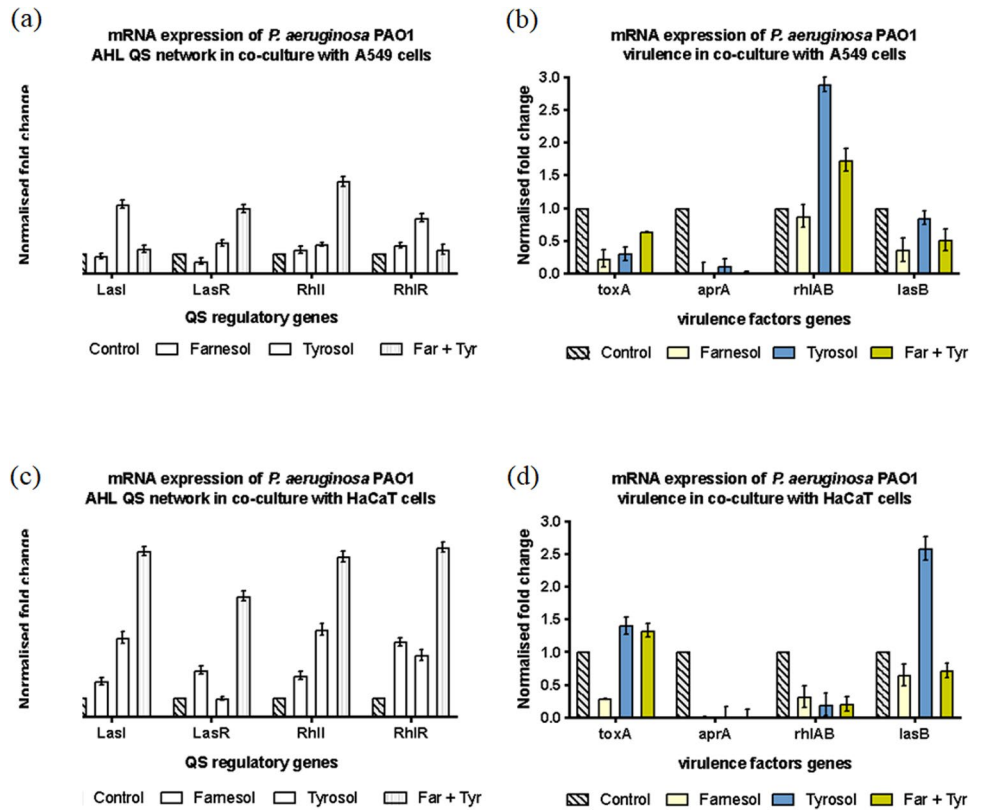 (a)
mRNA expression of P. aeruginosa PAO1
AHL QS network in co-culture with A549 cells
Normalised fold change
LasI LasR RhlI RhlR
QS regulatory genes
Control Farnesol Tyrosol Far + Tyr
(b)
mRNA expression of P. aeruginosa PAO1
virulence in co-culture with A549 cells
Normalised fold change
3.0
2.5
2.0
1.5
1.0
0.5
0.0
toxA aprA rhlAB lasB
virulence factors genes
Control Farnesol Tyrosol Far + Tyr
(c)
mRNA expression of P. aeruginosa PAO1
AHL QS network in co-culture with HaCaT cells
Normalised fold change
LasI LasR RhlI RhlR
QS regulatory genes
Control Farnesol Tyrosol Far + Tyr
(d)
mRNA expression of P. aeruginosa PAO1
virulence in co-culture with HaCaT cells
Normalised fold change
3.0
2.5
2.0
1.5
1.0
0.5
0.0
toxA aprA rhlAB lasB
virulence factors genes
Control Farnesol Tyrosol Far + Tyr